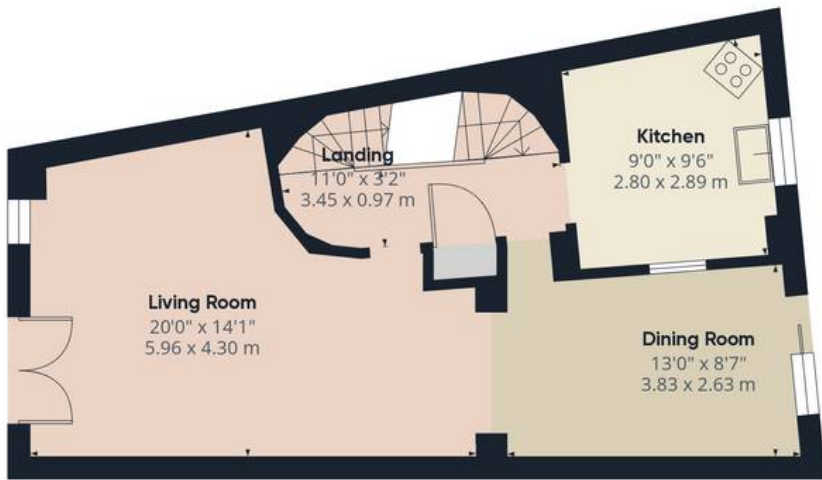 Kitchen
9'0" x 9'6"
2.80 x 2.89 m
Landing
11'0" x 3'2"
3.45 x 0.97 m
Living Room
20'0" x 14'1"
5.96 x 4.30 m
Dining Room
13'0" x 8'7"
3.83 x 2.63 m